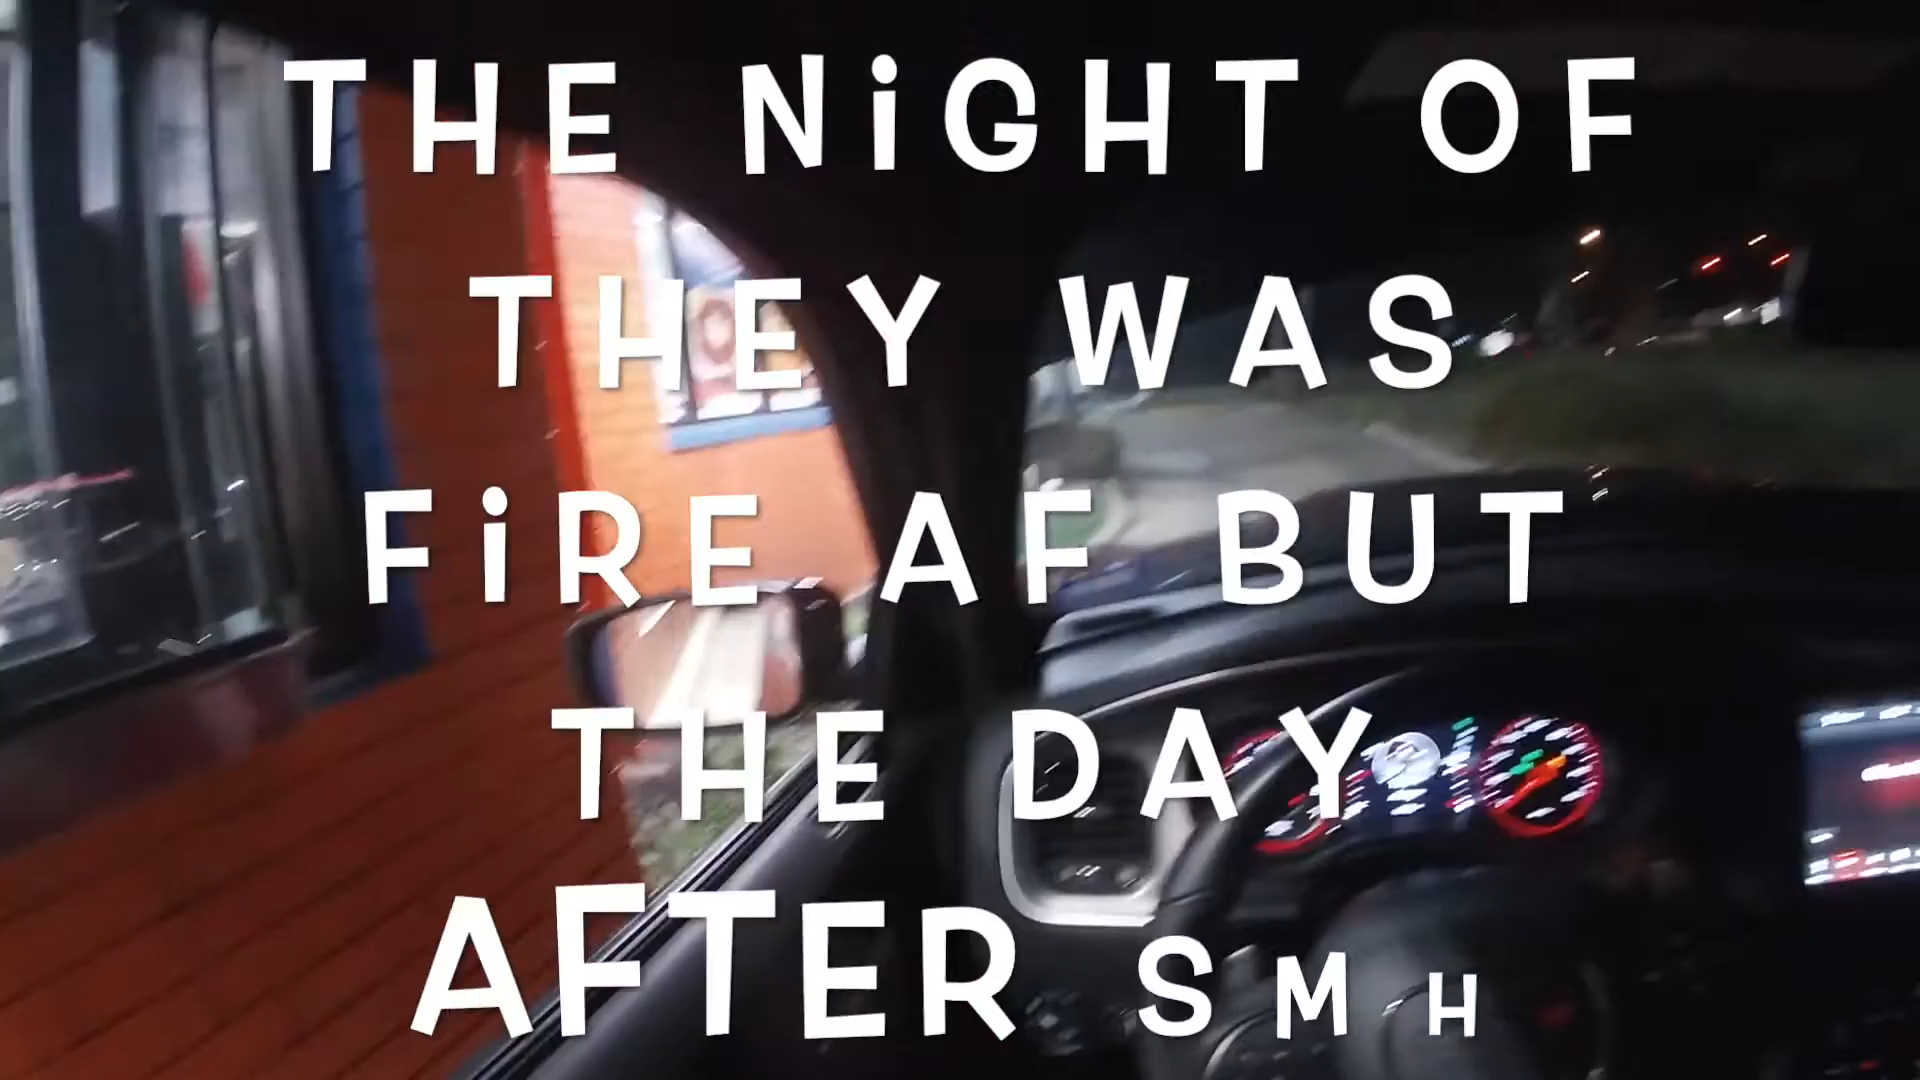 THE NiGHT OF
THEY WAS
FiRE AF BUT
THE DAY
AFTER SMH